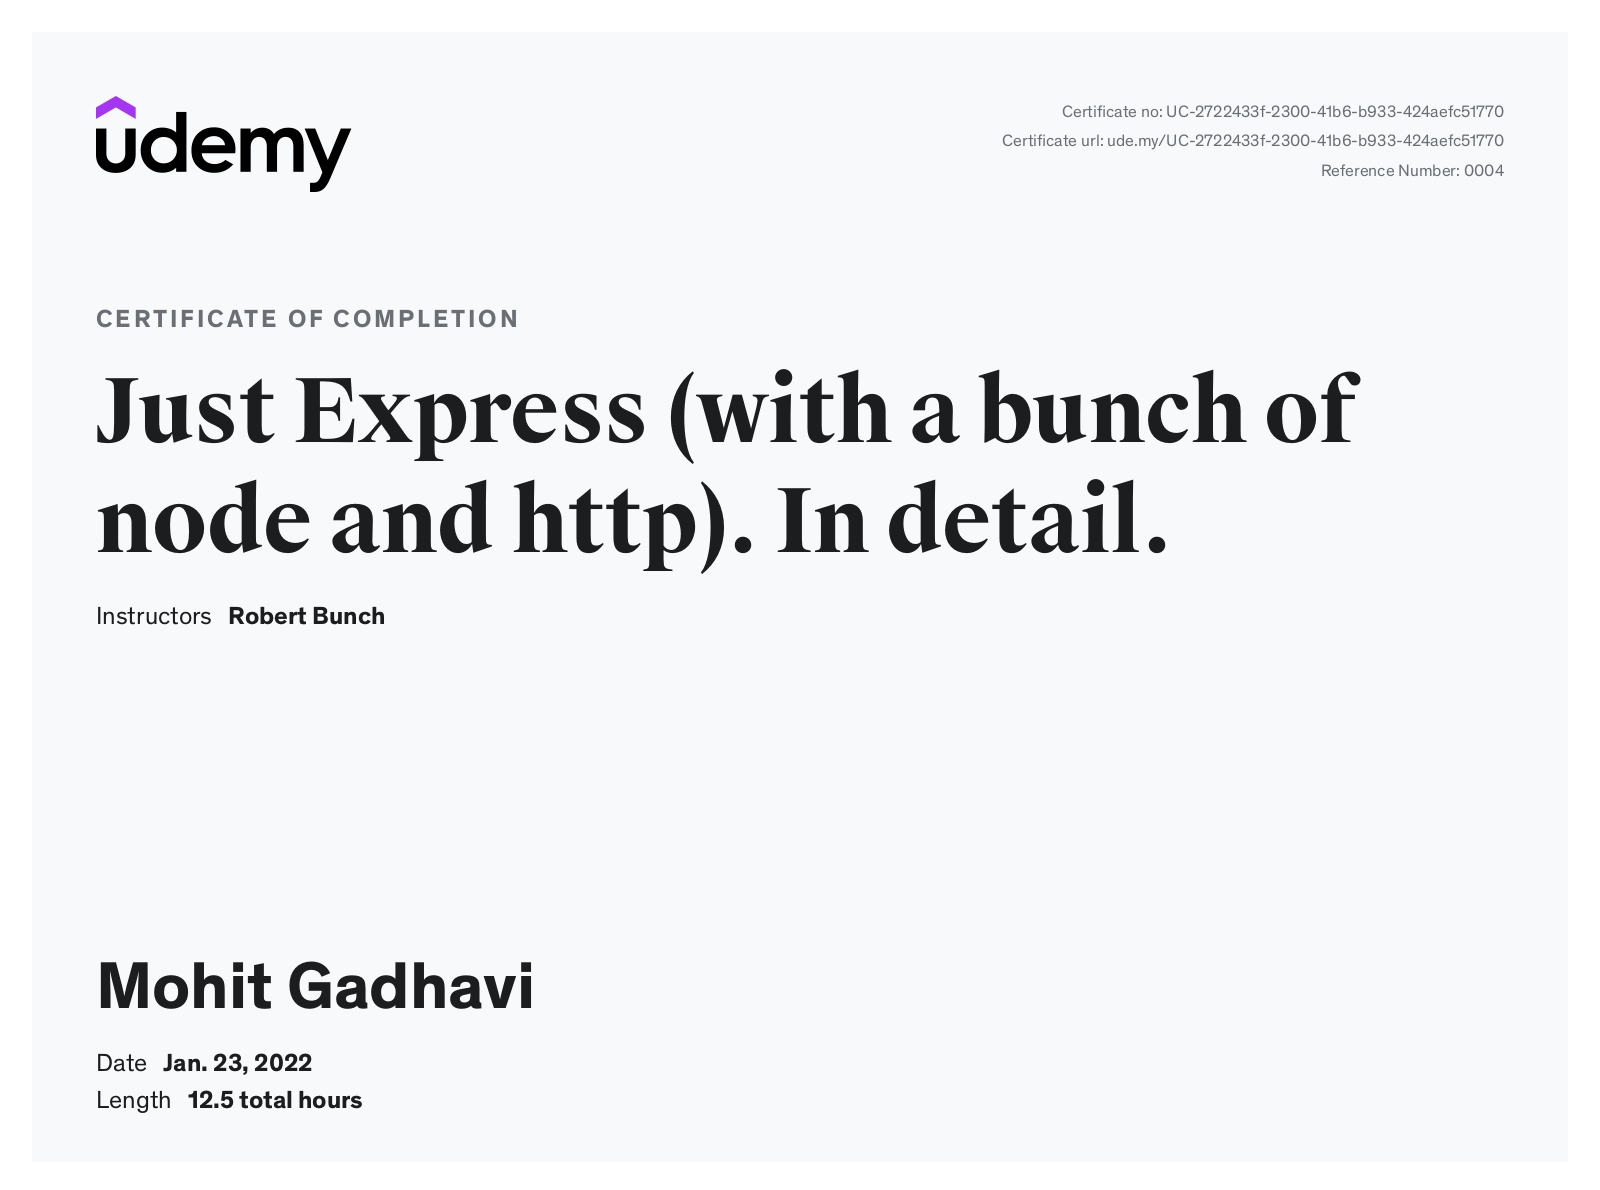 udemy
Certificate no: UC-2722433f-2300-41b6-b933-424aefc51770
Certificate url: ude.my/UC-2722433f-2300-41b6-b933-424aefc51770
Reference Number: 0004
CERTIFICATE OF COMPLETION
Just Express (with a bunch of
node and http). In detail.
Instructors Robert Bunch
Mohit Gadhavi
Date Jan. 23, 2022
Length 12.5 total hours